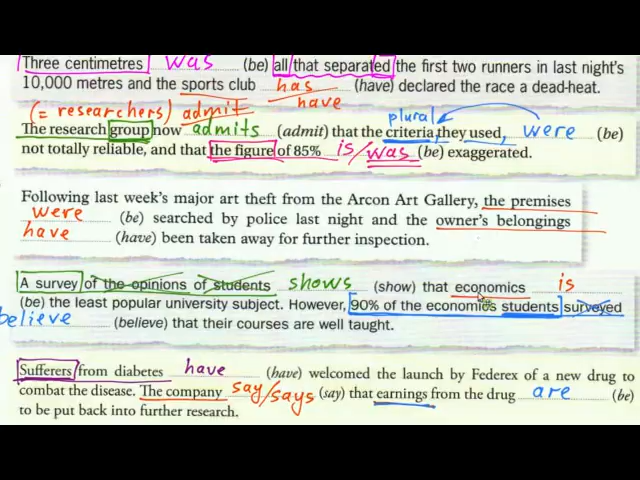 Three centimetres was (be) all that separated the first two runners in last night's
10,000 metres and the sports club has (have) declared the race a dead-heat.
have
(= researchers) admit plural
The research group now admits (admit) that the criteria they used, were (be)
not totally reliable, and that the figure of 85% is/was (be) exaggerated.
Following last week's major art theft from the Arcon Art Gallery, the premises
were (be) searched by police last night and the owner's belongings
have (have) been taken away for further inspection.
A survey of the opinions of students shows (show) that economics is
(be) the least popular university subject. However, 90% of the economics students surveyed
believe (believe) that their courses are well taught.
Sufferers from diabetes have (have) welcomed the launch by Federex of a new drug to
combat the disease. The company say/says (say) that earnings from the drug are (be)
to be put back into further research.